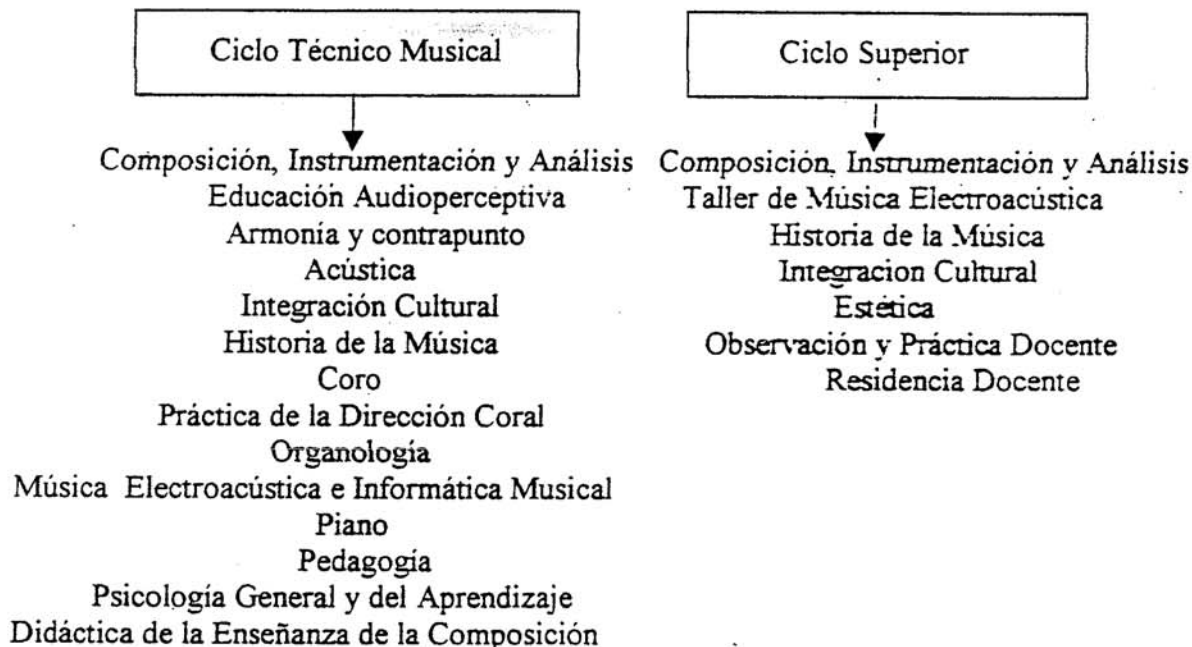 Ciclo Técnico Musical
Composición, Instrumentación y Análisis
Educación Audioperceptiva
Armonía y contrapunto
Acústica
Integración Cultural
Historia de la Música
Coro
Práctica de la Dirección Coral
Organología
Música Electroacústica e Informática Musical
Piano
Pedagogía
Psicología General y del Aprendizaje
Didáctica de la Enseñanza de la Composición
Ciclo Superior
Composición, Instrumentación y Análisis
Taller de Música Electroacústica
Historia de la Música
Integracion Cultural
Estética
Observación y Práctica Docente
Residencia Docente